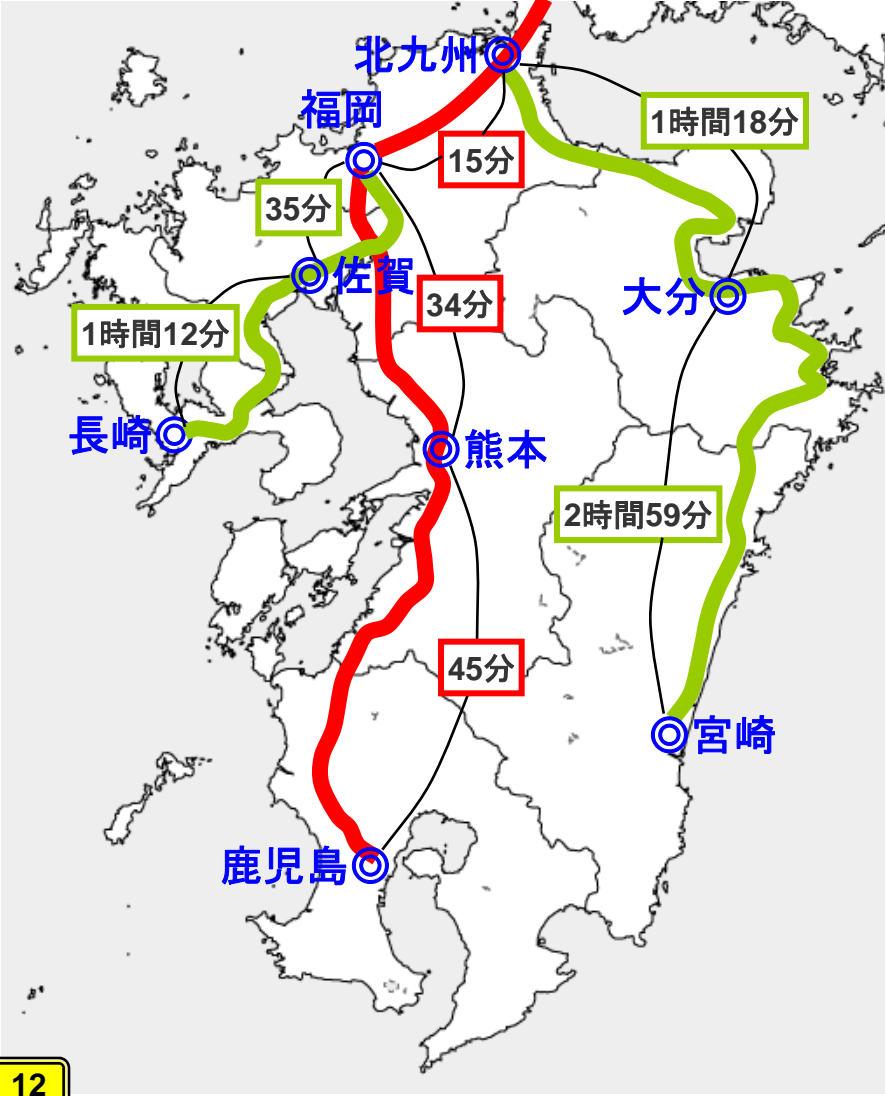 北九州
福岡
1時間18分
15分
35分
佐賀
大分
34分
1時間12分
長崎
熊本
2時間59分
45分
宮崎
鹿児島
12